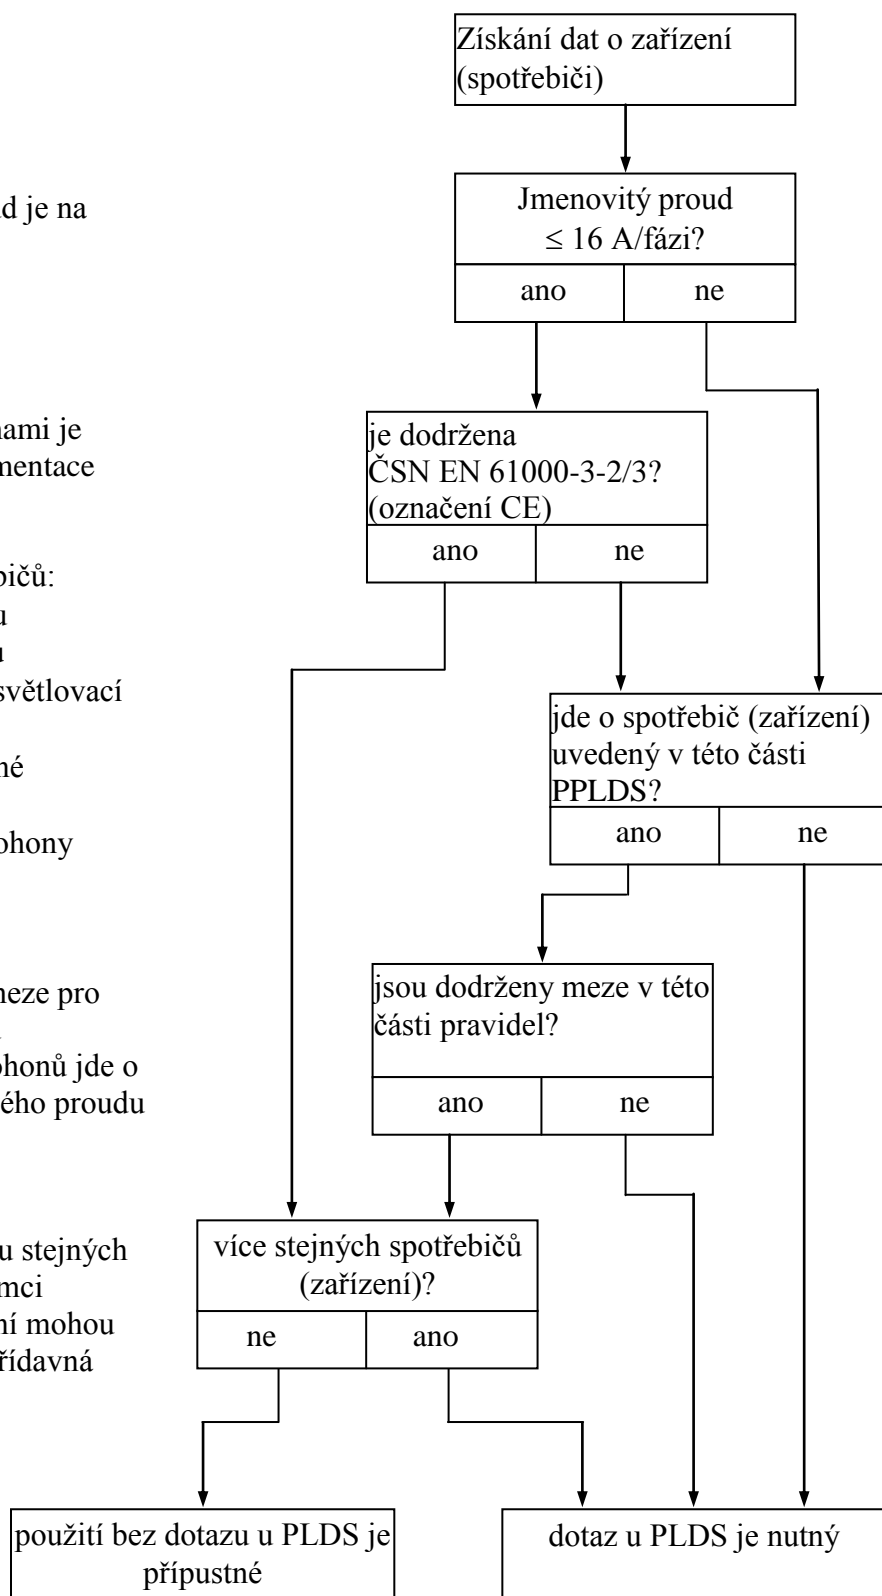 Získání dat o zařízení
(spotřebiči)
d je na
Jmenovitý proud
≤ 16 A/fázi?
ano
ne
nami je
mentace
je dodržena
ČSN EN 61000-3-2/3?
(označení CE)
ano
ne
bičů:
u
světlovací
né
ohony
jde o spotřebič (zařízení)
uvedený v této části
PPLDS?
ano
ne
neze pro
ohonů jde o
ého proudu
jsou dodrženy meze v této
části pravidel?
ano
ne
u stejných
mci
ní mohou
řídavná
více stejných spotřebičů
(zařízení)?
ne
ano
použití bez dotazu u PLDS je
přípustné
dotaz u PLDS je nutný